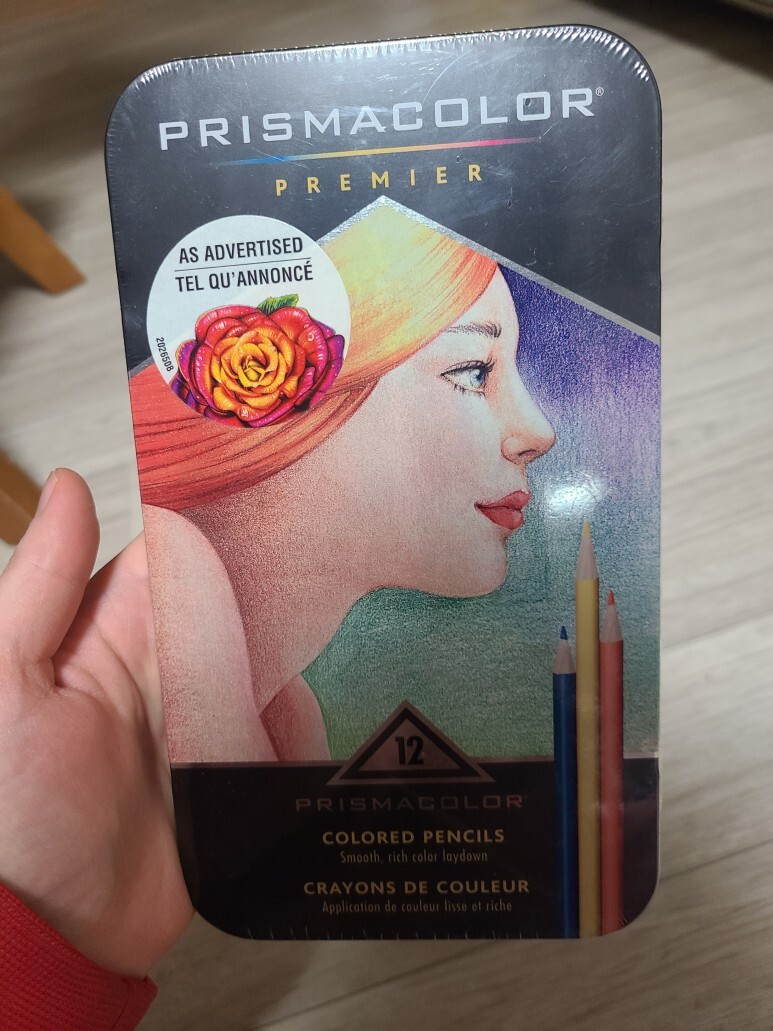 PRISMACOLOR®
PREMIER
AS ADVERTISED
TEL QU'ANNONCÉ
2026508
12
PRISMACOLOR
COLORED PENCILS
Smooth, rich color laydown
CRAYONS DE COULEUR
Application de couleur lisse et riche